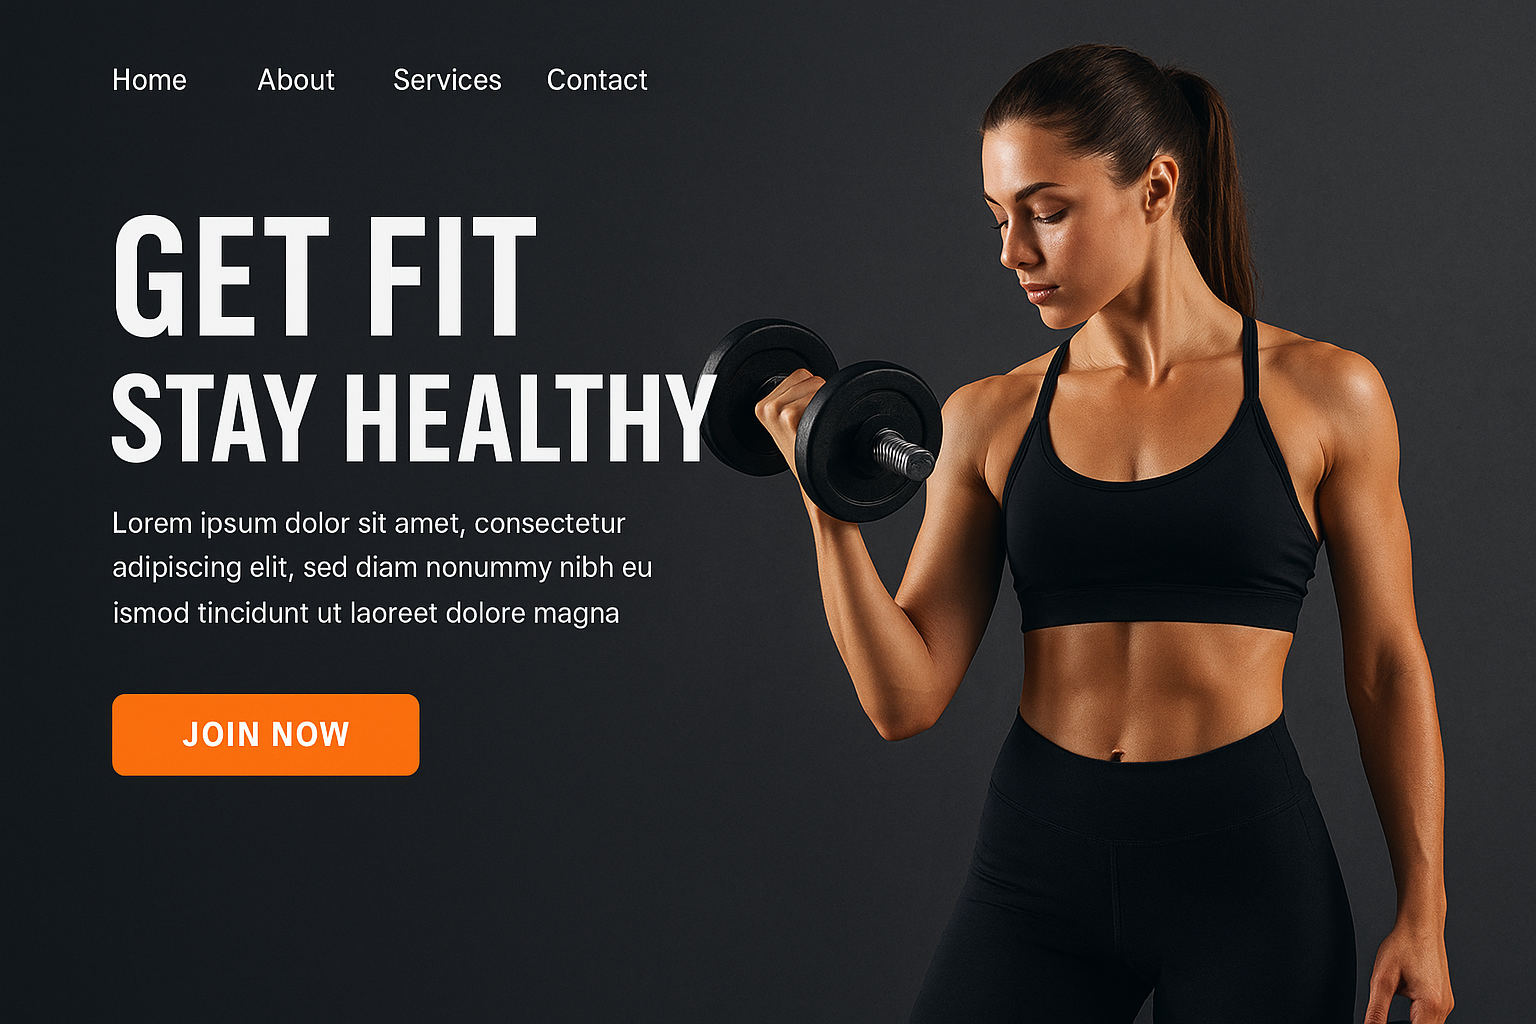 Home About Services Contact
GET FIT
STAY HEALTHY
Lorem ipsum dolor sit amet, consectetur
adipiscing elit, sed diam nonummy nibh eu
ismod tincidunt ut laoreet dolore magna
JOIN NOW